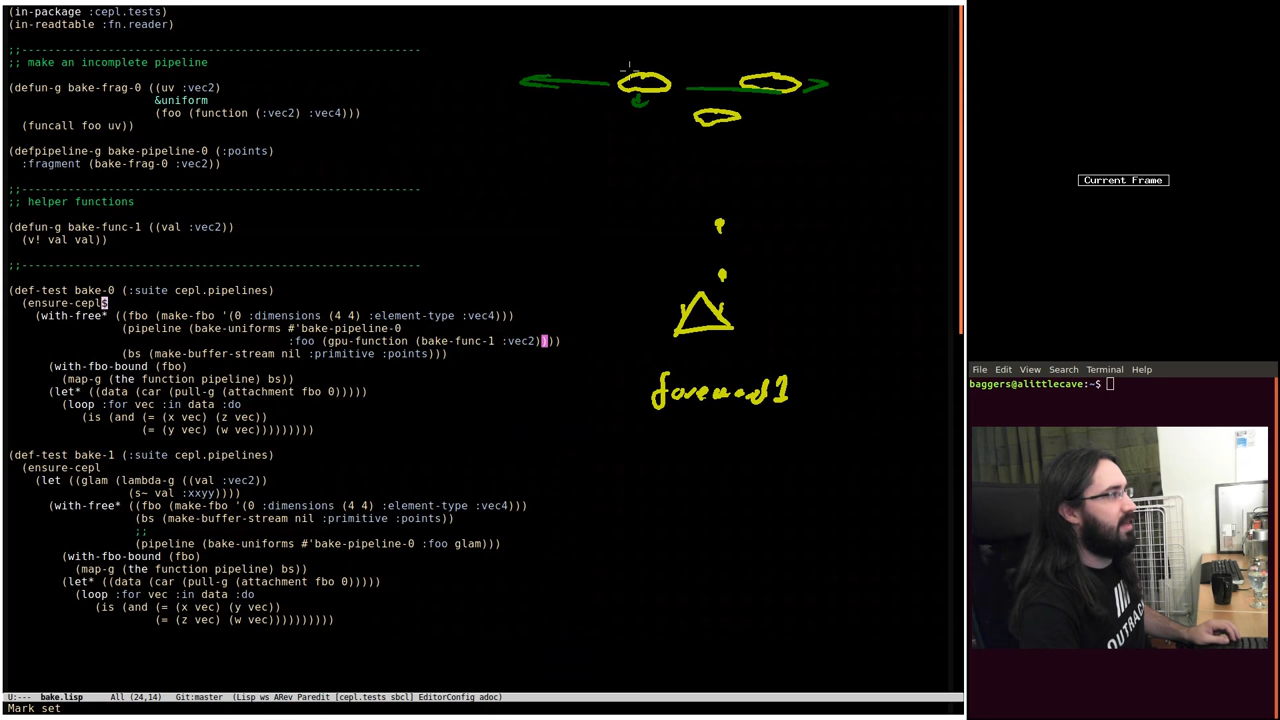 (in-package :cepl.tests)
(in-readtable :fn.reader)
;;-------------------------------------------------------------
;; make an incomplete pipeline
(defun-g bake-frag-0 ((uv :vec2)
&uniform
(foo (function (:vec2) :vec4)))
(funcall foo uv))
(defpipeline-g bake-pipeline-0 (:points)
:fragment (bake-frag-0 :vec2))
;;-------------------------------------------------------------
;; helper functions
(defun-g bake-func-1 ((val :vec2))
(v! val val))
;;-------------------------------------------------------------
(def-test bake-0 (:suite cepl.pipelines)
(ensure-cepl
(with-free* ((fbo (make-fbo '(0 :dimensions (4 4) :element-type :vec4)))
(pipeline (bake-uniforms #'bake-pipeline-0
:foo (gpu-function (bake-func-1 :vec2))))
(bs (make-buffer-stream nil :primitive :points)))
(with-fbo-bound (fbo)
(map-g (the function pipeline) bs))
(let* ((data (car (pull-g (attachment fbo 0)))))
(loop :for vec :in data :do
(is (and (= (x vec) (z vec))
(= (y vec) (w vec)))))))))
(def-test bake-1 (:suite cepl.pipelines)
(ensure-cepl
(let ((glam (lambda-g ((val :vec2))
(s~ val :xxyy))))
(with-free* ((fbo (make-fbo '(0 :dimensions (4 4) :element-type :vec4)))
(bs (make-buffer-stream nil :primitive :points))
;;
(pipeline (bake-uniforms #'bake-pipeline-0 :foo glam)))
(with-fbo-bound (fbo)
(map-g (the function pipeline) bs))
(let* ((data (car (pull-g (attachment fbo 0)))))
(loop :for vec :in data :do
(is (and (= (x vec) (y vec))
(= (z vec) (w vec))))))))))
U:--- bake.lisp All (24,14) Git:master (Lisp ws ARev Paredit [cepl.tests sbcl] EditorConfig adoc)
Mark set
foreward 1
Current Frame
File Edit View Search Terminal Help
baggers@alittlecave:~$
OUTRAC